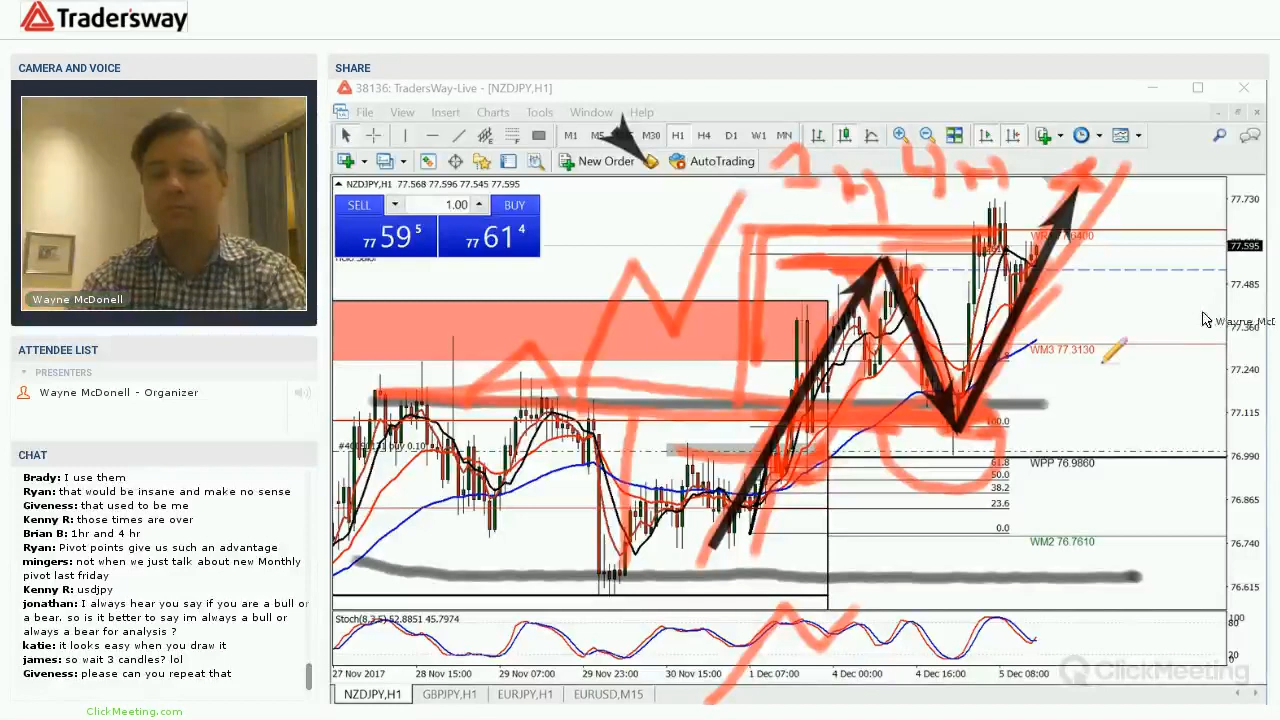 Tradersway
CAMERA AND VOICE
SHARE
38136: TradersWay-Live - [NZDJPY,H1]
File View Insert Charts Tools Window Help
M1 M5 M30 H1 H4 D1 W1 MN
New Order AutoTrading
NZDJPY,H1 77.568 77.596 77.545 77.595
SELL 1.00 BUY
77 59 5 77 61 4
1H 4H
77.730
77.595
77.485
77.360
77.240
77.115
76.990
76.865
76.740
76.615
WM3 77.3130
WPP 76.9860
WM2 76.7610
100.0
61.8
50.0
38.2
23.6
0.0
Wayne McD
Wayne McDonell
ATTENDEE LIST
PRESENTERS
Wayne McDonell - Organizer
CHAT
Brady: I use them
Ryan: that would be insane and make no sense
Giveness: that used to be me
Kenny R: those times are over
Brian B: 1hr and 4 hr
Ryan: Pivot points give us such an advantage
mingers: not when we just talk about new Monthly
pivot last friday
Kenny R: usdjpy
jonathan: I always hear you say if you are a bull or
a bear. so is it better to say im always a bull or
always a bear for analysis ?
katie: it looks easy when you draw it
james: so wait 3 candles? lol
Giveness: please can you repeat that
Stoch(8,3,5) 52.8851 45.7974
100
80
20
0
27 Nov 2017 28 Nov 15:00 29 Nov 07:00 29 Nov 23:00 30 Nov 15:00 1 Dec 07:00 4 Dec 00:00 4 Dec 16:00 5 Dec 08:00
NZDJPY,H1 GBPJPY,H1 EURJPY,H1 EURUSD,M15
ClickMeeting
ClickMeeting.com